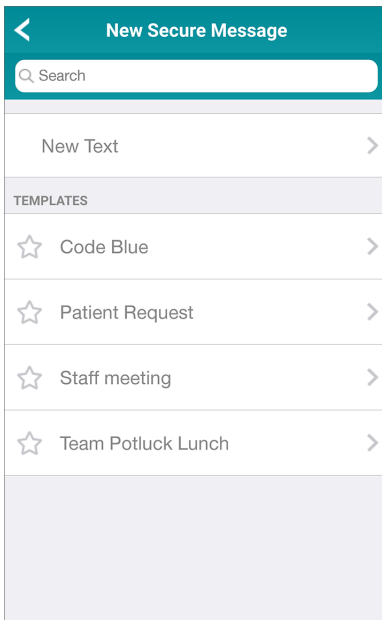 New Secure Message
Search
New Text
TEMPLATES
Code Blue
Patient Request
Staff meeting
Team Potluck Lunch